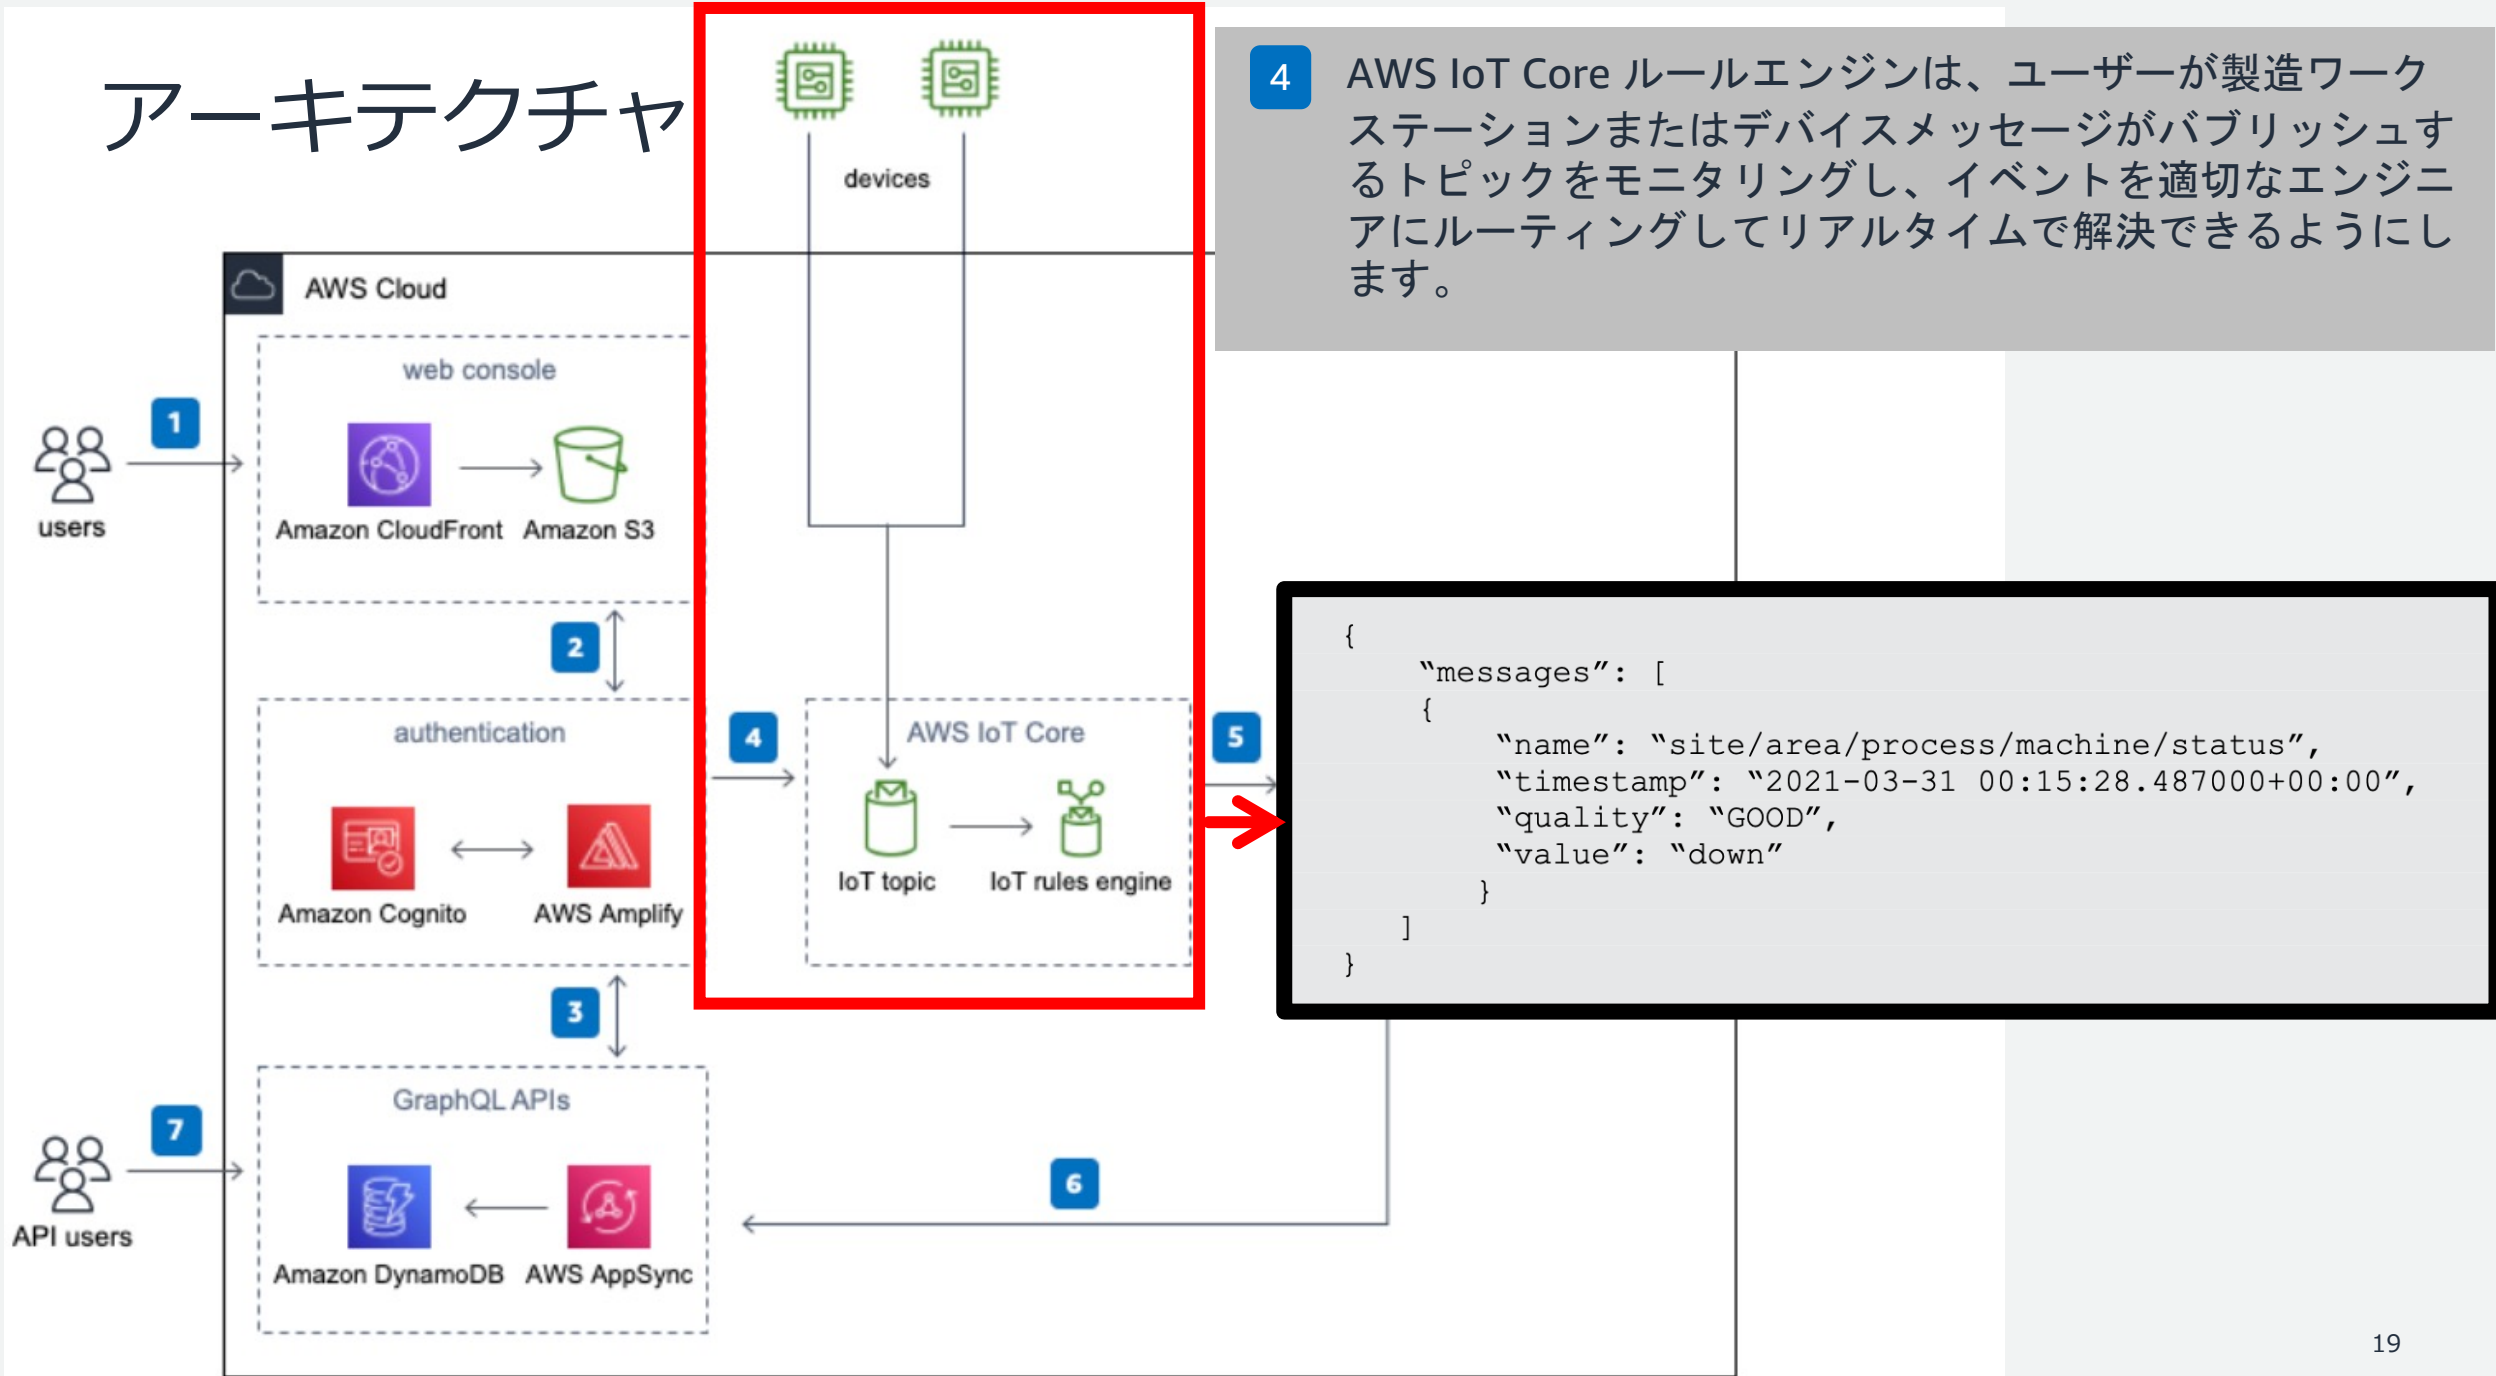 アーキテクチャ
devices
4
AWS IoT Core ルールエンジンは、ユーザーが製造ワーク
ステーションまたはデバイスメッセージがバブリッシュす
るトピックをモニタリングし、イベントを適切なエンジニ
アにルーティングしてリアルタイムで解決できるようにし
ます。
AWS Cloud
web console
1
users
Amazon CloudFront
Amazon S3
2
authentication
4
AWS IoT Core
5
IoT topic
IoT rules engine
Amazon Cognito
AWS Amplify
{
“messages”: [
{
“name”: “site/area/process/machine/status”,
“timestamp”: “2021-03-31 00:15:28.487000+00:00”,
“quality”: “GOOD”,
“value”: “down”
}
]
}
3
GraphQL APIs
7
API users
6
Amazon DynamoDB
AWS AppSync
19